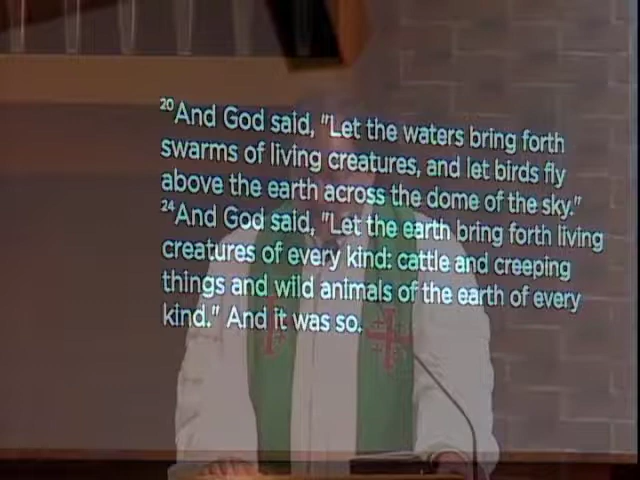 ²⁰And God said, "Let the waters bring forth
swarms of living creatures, and let birds fly
above the earth across the dome of the sky."
²⁴And God said, "Let the earth bring forth living
creatures of every kind: cattle and creeping
things and wild animals of the earth of every
kind." And it was so.